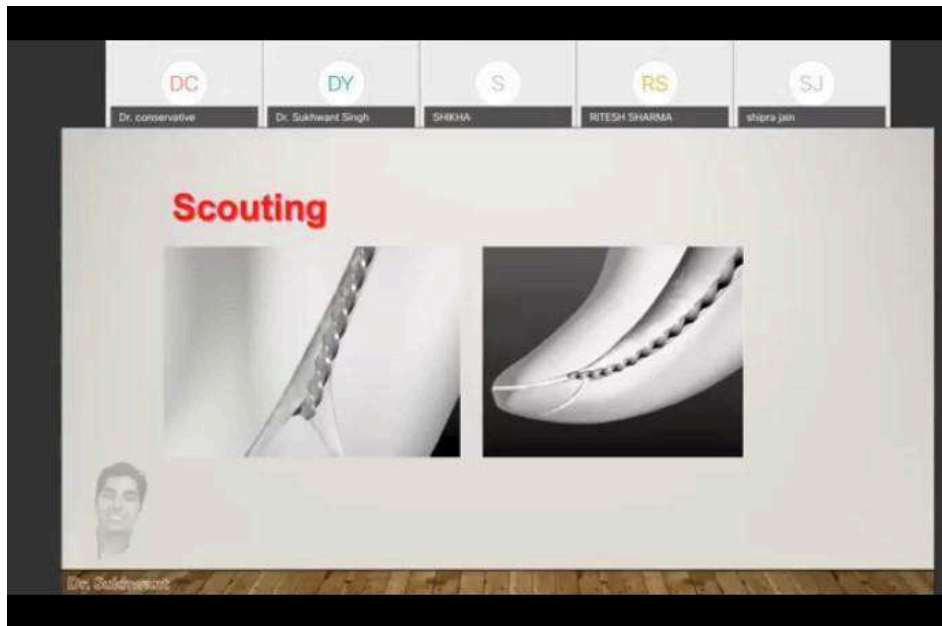 DC
DY
S
RS
SJ
Dr. conservative
Dr. Sukhwant Singh
SHIKHA
RITESH SHARMA
shipra jain
Scouting
Dr. Sukhwant